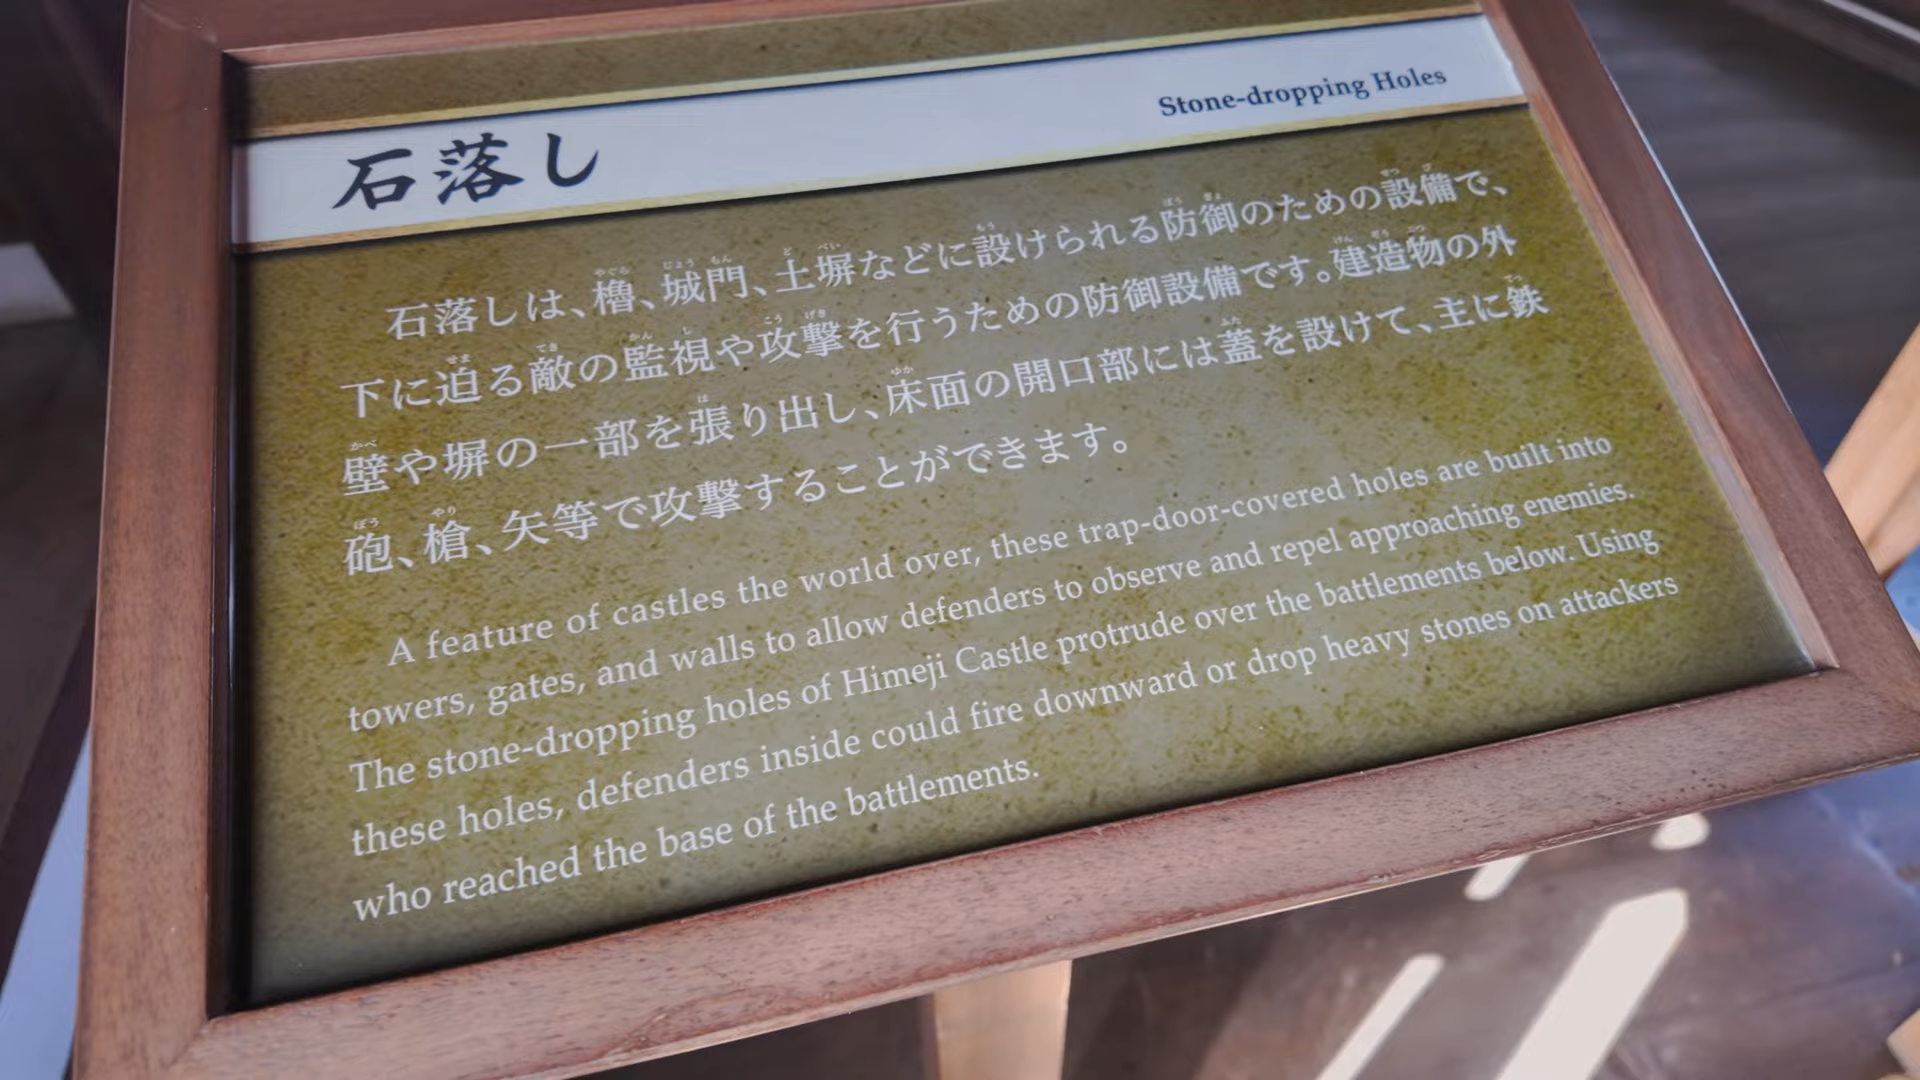 石落し
Stone-dropping Holes
石落しは、櫓、城門、土塀などに設けられる防御のための設備で、
下に迫る敵の監視や攻撃を行うための防御設備です。建造物の外
壁や塀の一部を張り出し、床面の開口部には蓋を設けて、主に鉄
砲、槍、矢等で攻撃することができます。
A feature of castles the world over, these trap-door-covered holes are built into
towers, gates, and walls to allow defenders to observe and repel approaching enemies.
The stone-dropping holes of Himeji Castle protrude over the battlements below. Using
these holes, defenders inside could fire downward or drop heavy stones on attackers
who reached the base of the battlements.